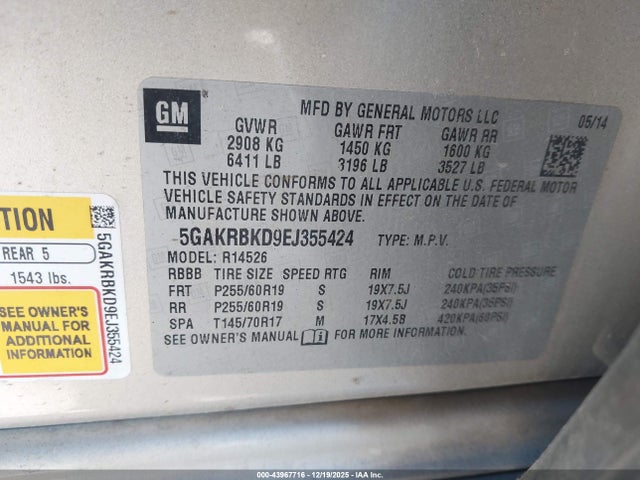 GM
MFD BY GENERAL MOTORS LLC
05/14
GVWR GAWR FRT GAWR RR
2908 KG 1450 KG 1600 KG
6411 LB 3196 LB 3527 LB
THIS VEHICLE CONFORMS TO ALL APPLICABLE U.S. FEDERAL MOTOR
VEHICLE SAFETY STANDARDS IN EFFECT ON THE DATE OF
MANUFACTURE SHOWN ABOVE.
5GAKRBKD9EJ355424 TYPE: M.P.V.
MODEL: R14526
RBBB TIRE SIZE SPEED RTG RIM COLD TIRE PRESSURE
FRT P255/60R19 S 19X7.5J 240KPA(35PSI)
RR P255/60R19 S 19X7.5J 240KPA(35PSI)
SPA T145/70R17 M 17X4.5B 420KPA(60PSI)
SEE OWNER'S MANUAL FOR MORE INFORMATION.
TION
REAR 5
1543 lbs.
SEE OWNER'S
MANUAL FOR
ADDITIONAL
INFORMATION
5GAKRBKD9EJ355424
000-43967716 - 12/19/2025 - IAAI.COM